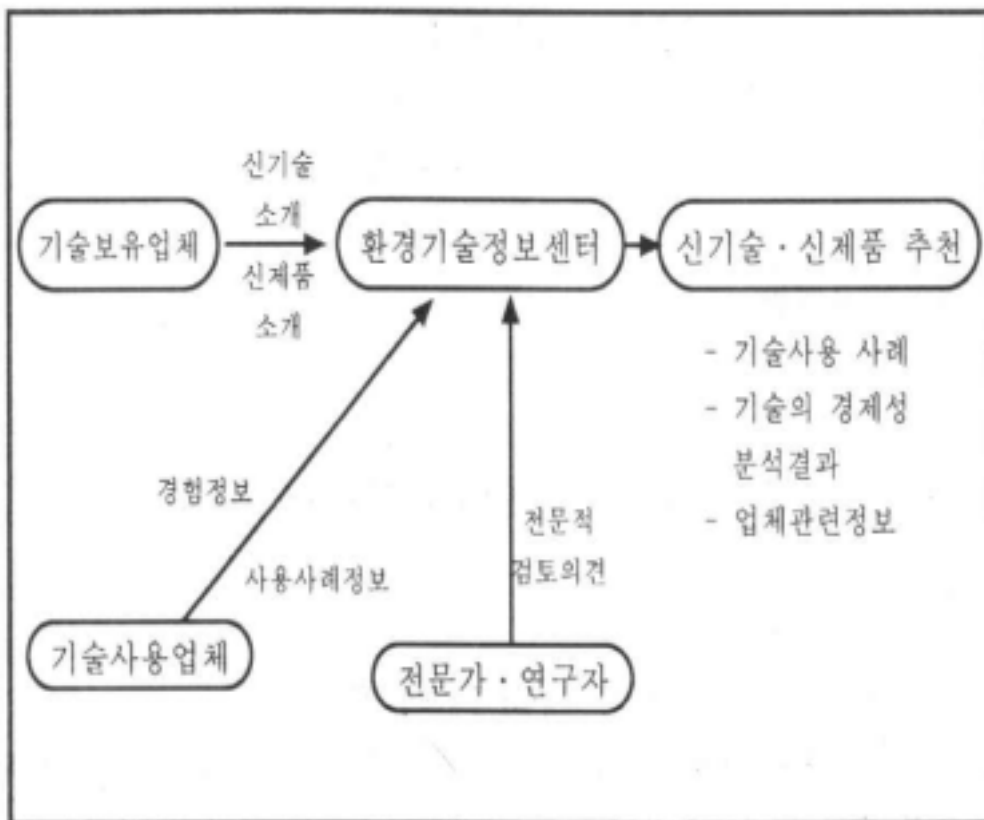 신기술
소개
기술보유업체
환경기술정보센터
신기술 · 신제품 추천
신제품
소개
- 기술사용 사례
- 기술의 경제성
분석결과
- 업체관련정보
경험정보
전문적
검토의견
사용사례정보
기술사용업체
전문가 · 연구자